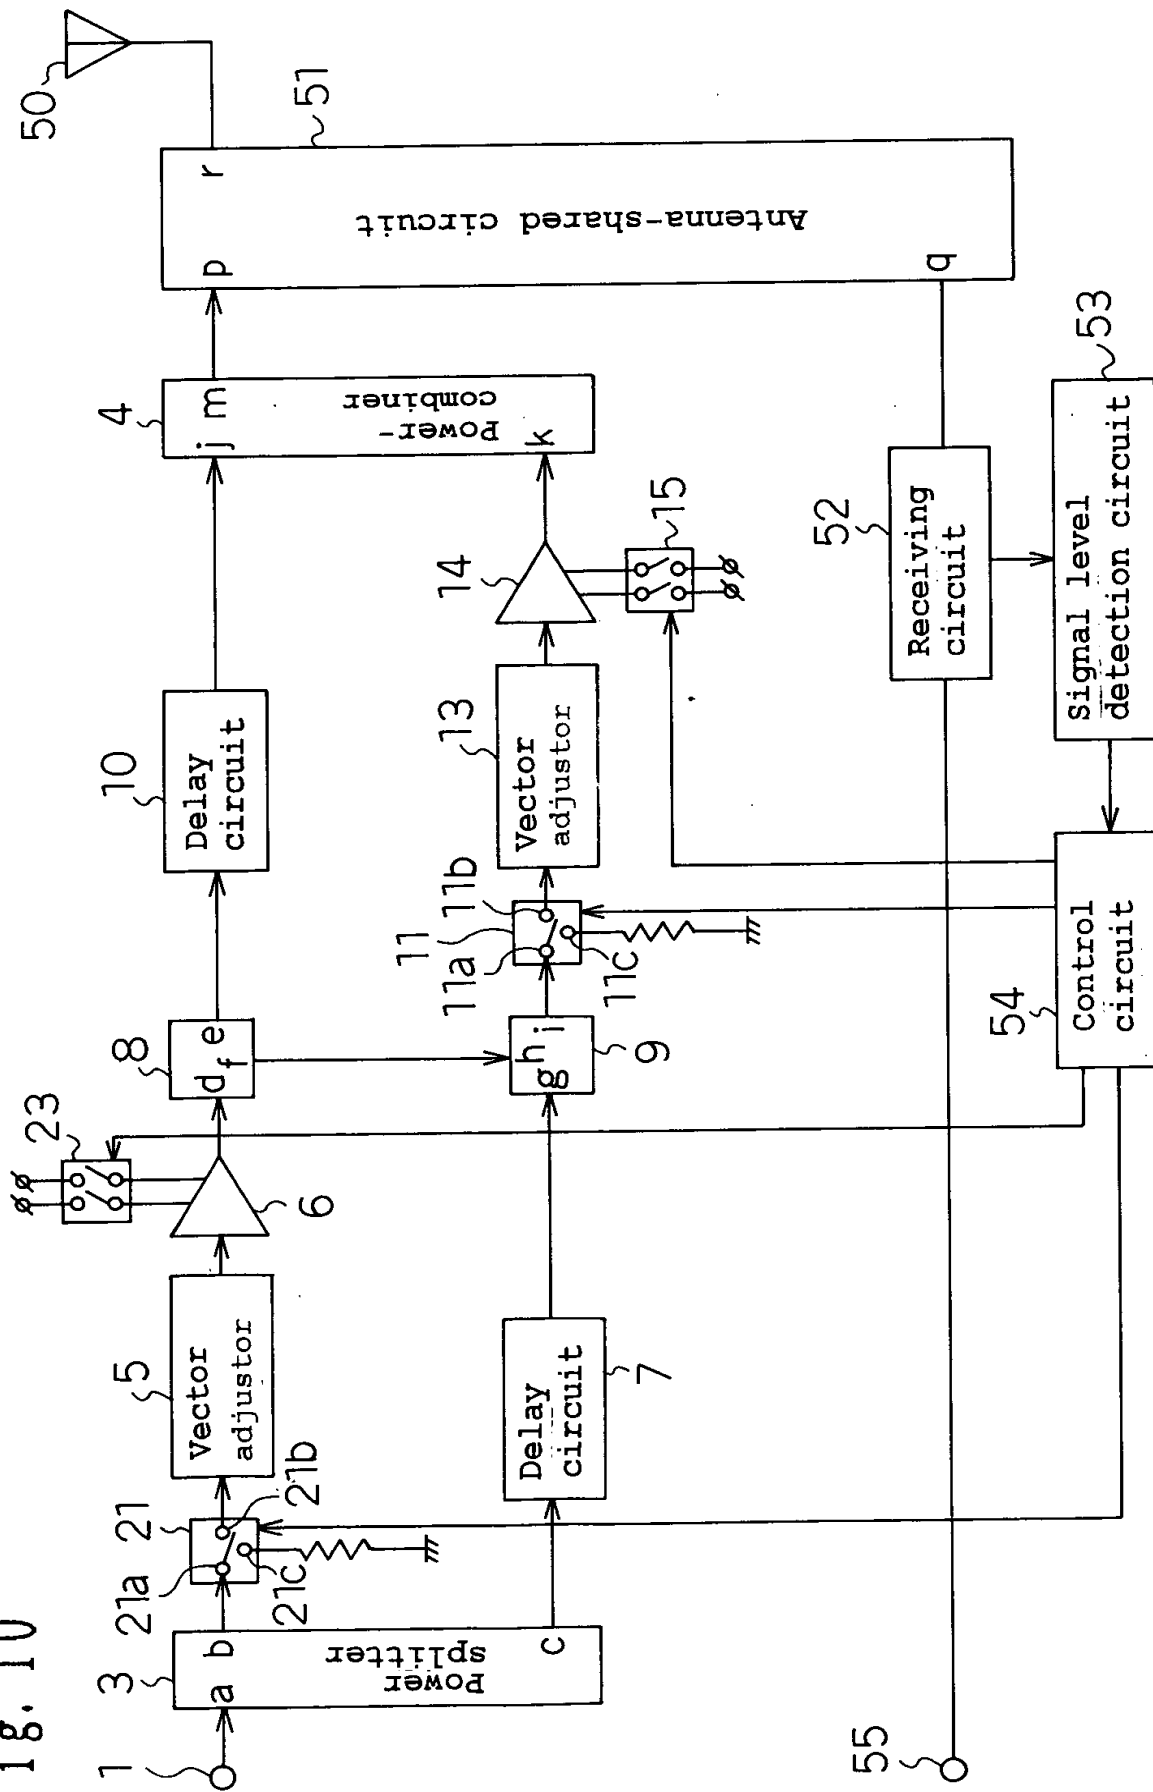 ig. 10
50
51
r
p
q
Antenna-shared circuit
4
j m
k
Power-
combiner
53
Signal level
detection circuit
52
Receiving
circuit
15
14
10
Delay
circuit
13
Vector
adjustor
11
11a
11b
11c
54
Control
circuit
8
d f e
9
g h i
23
6
5
Vector
adjustor
7
Delay
circuit
21
21a
21b
21c
3
a b
c
Power
splitter
1
55